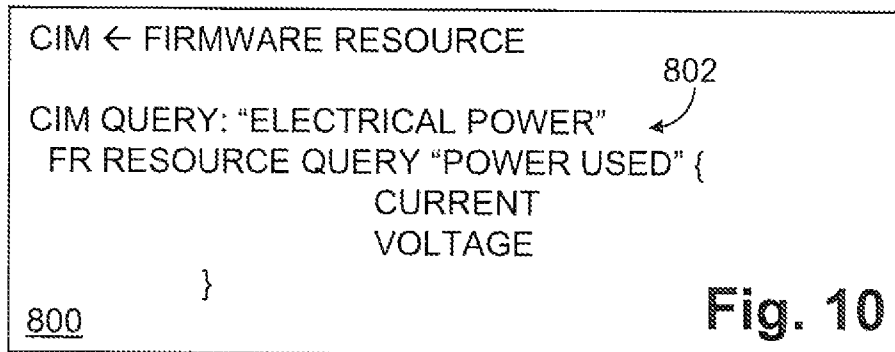 CIM ← FIRMWARE RESOURCE
802
CIM QUERY: “ELECTRICAL POWER”
FR RESOURCE QUERY “POWER USED” {
CURRENT
VOLTAGE
}
800
Fig. 10